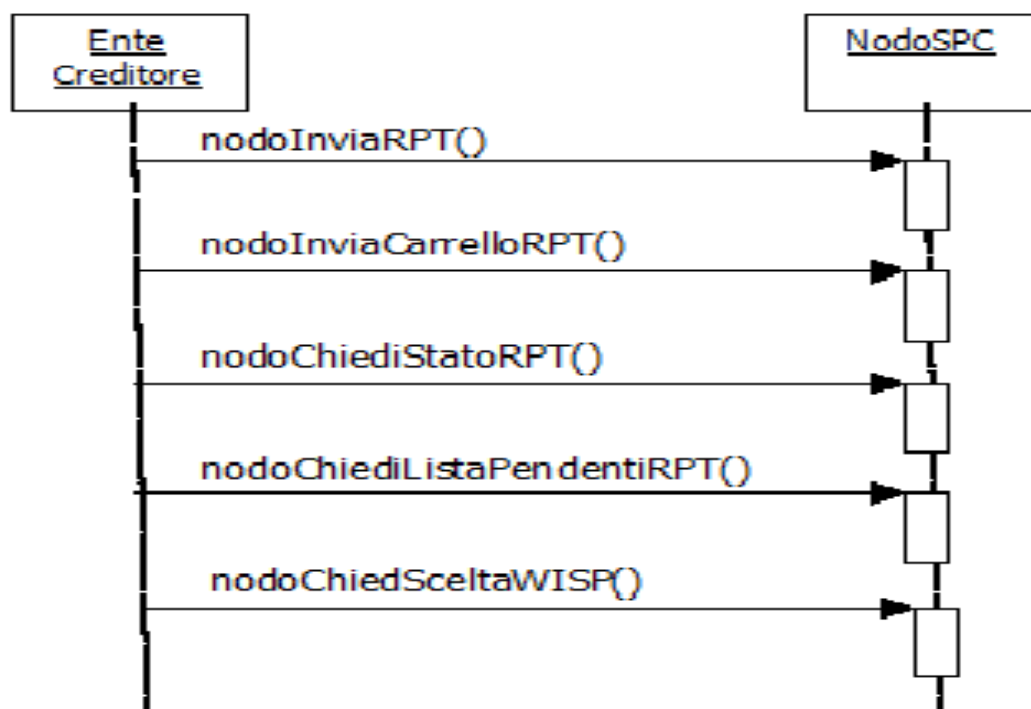 Ente
Creditore
NodoSPC
nodoInviaRPT()
nodoInviaCarrelloRPT()
nodoChiediStatoRPT()
nodoChiediListaPendentiRPT()
nodoChiedSceltaWISP()